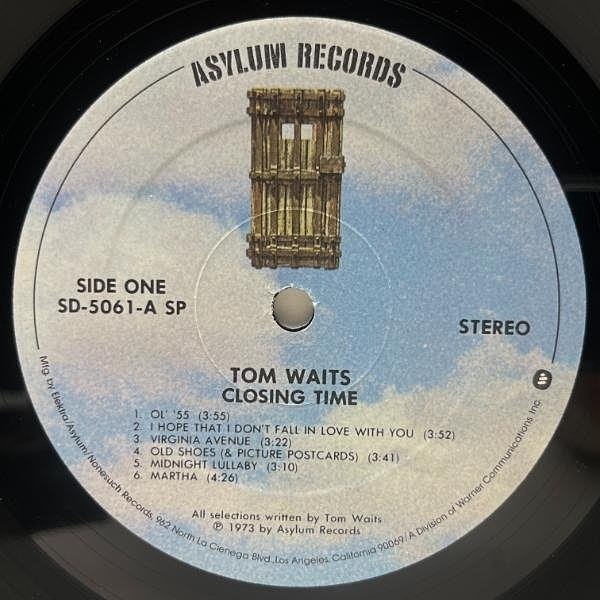 ASYLUM RECORDS
SIDE ONE
SD-5061-A SP
STEREO
TOM WAITS
CLOSING TIME
1. OL' '55 (3:55)
2. I HOPE THAT I DON'T FALL IN LOVE WITH YOU (3:52)
3. VIRGINIA AVENUE (3:22)
4. OLD SHOES (& PICTURE POSTCARDS) (3:41)
5. MIDNIGHT LULLABY (3:10)
6. MARTHA (4:26)
All selections written by Tom Waits
℗ 1973 by Asylum Records
Mfg. by Elektra/Asylum/Nonesuch Records, 962 North La Cienega Blvd., Los Angeles, California 90069/A Division of Warner Communications Inc.